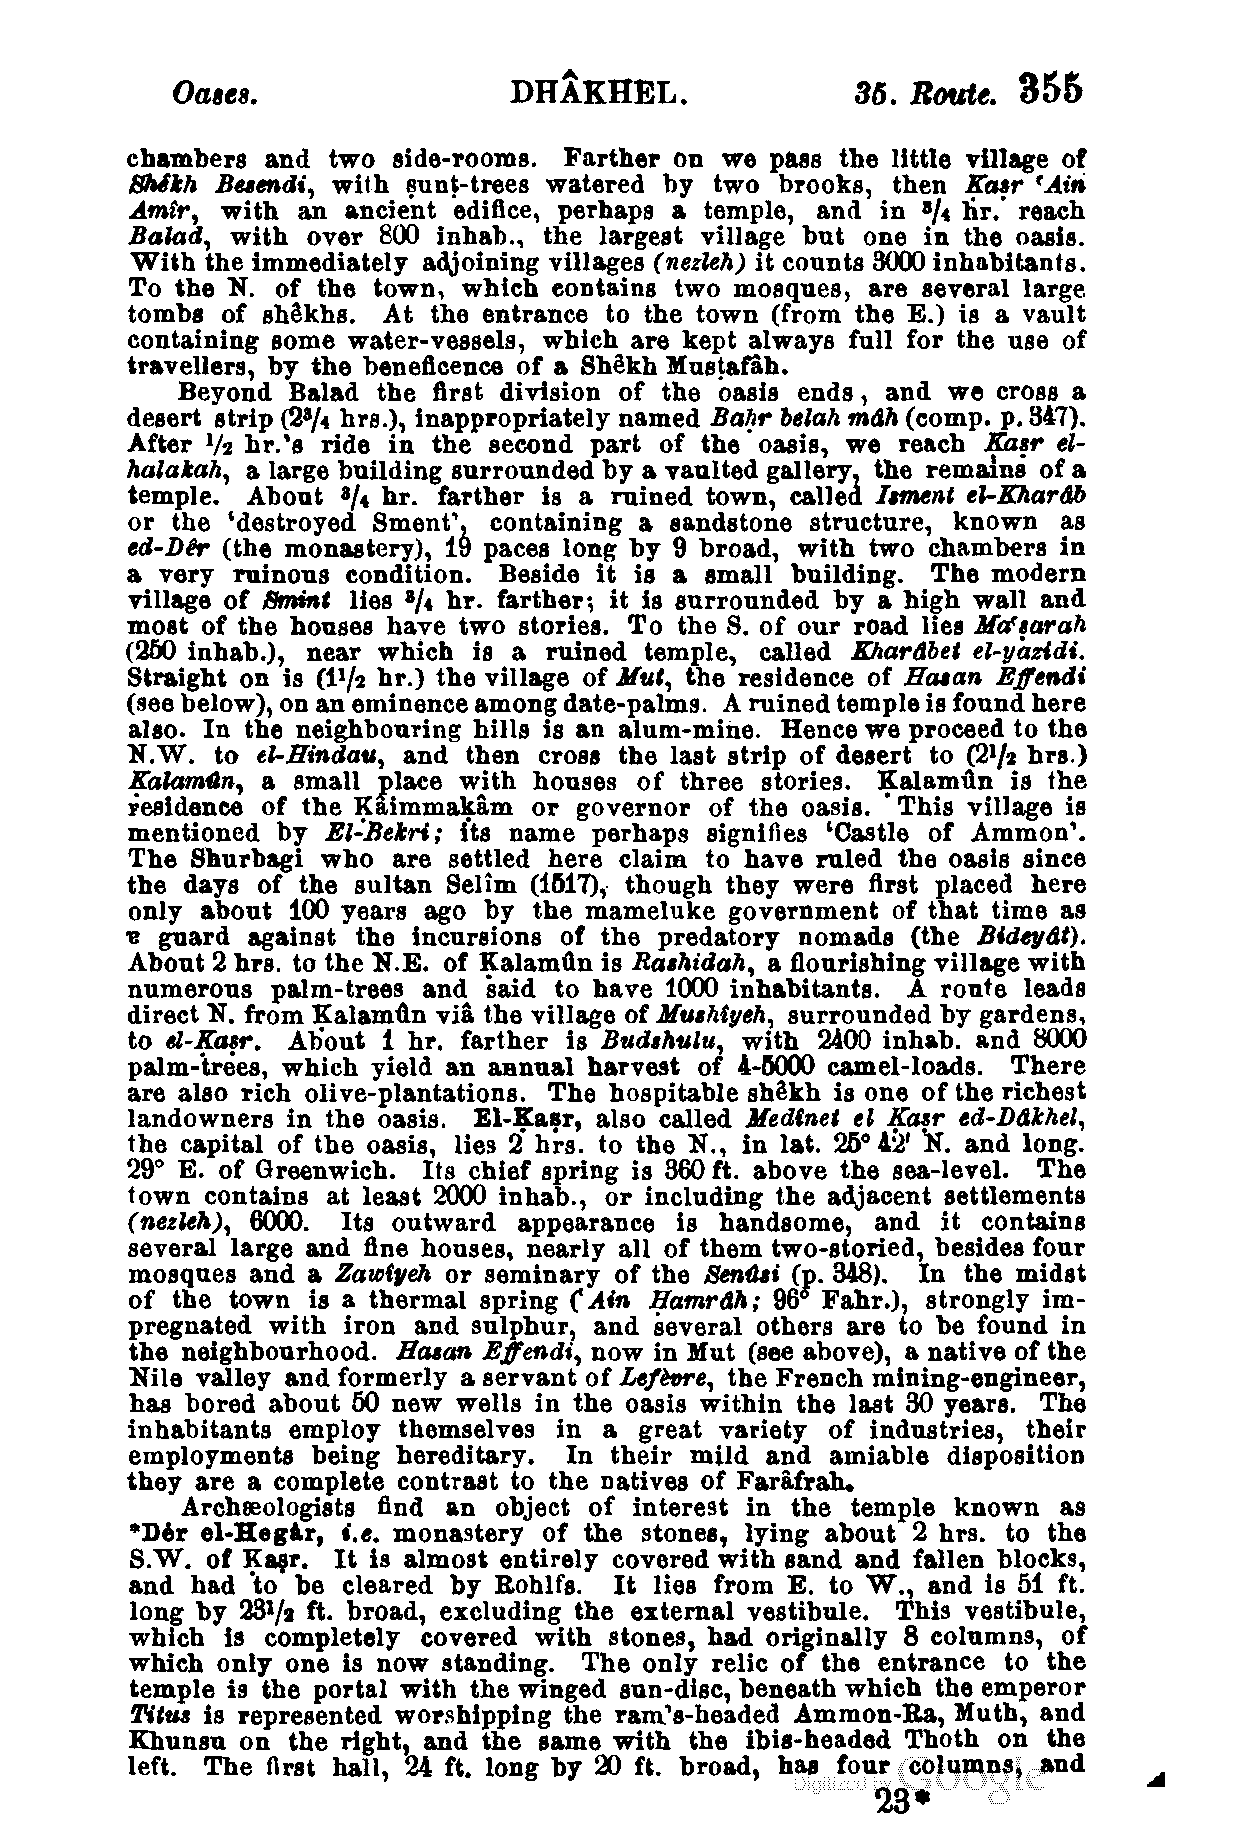 Oases. DHÂKHEL. 35. Route. 355
chambers and two side-rooms. Farther on we pass the little village of
Shêkh Besendi, with ṣunṭ-trees watered by two brooks, then Ḳaṣr ʿAin
Amîr, with an ancient edifice, perhaps a temple, and in 3/4 hr. reach
Balad, with over 800 inhab., the largest village but one in the oasis.
With the immediately adjoining villages (nezleh) it counts 3000 inhabitants.
To the N. of the town, which contains two mosques, are several large
tombs of shêkhs. At the entrance to the town (from the E.) is a vault
containing some water-vessels, which are kept always full for the use of
travellers, by the beneficence of a Shêkh Musṭafâh.
Beyond Balad the first division of the oasis ends, and we cross a
desert strip (2 3/4 hrs.), inappropriately named Baḥr belah mâh (comp. p. 347).
After 1/2 hr.'s ride in the second part of the oasis, we reach Ḳaṣr el-
halakah, a large building surrounded by a vaulted gallery, the remains of a
temple. About 3/4 hr. farther is a ruined town, called Isment el-Kharâb
or the 'destroyed Sment', containing a sandstone structure, known as
ed-Dêr (the monastery), 19 paces long by 9 broad, with two chambers in
a very ruinous condition. Beside it is a small building. The modern
village of Smint lies 3/4 hr. farther; it is surrounded by a high wall and
most of the houses have two stories. To the S. of our road lies Maʿṣarah
(250 inhab.), near which is a ruined temple, called Kharâbet el-yazidi.
Straight on is (1 1/2 hr.) the village of Mut, the residence of Hasan Effendi
(see below), on an eminence among date-palms. A ruined temple is found here
also. In the neighbouring hills is an alum-mine. Hence we proceed to the
N.W. to el-Hindau, and then cross the last strip of desert to (2 1/2 hrs.)
Ḳalamûn, a small place with houses of three stories. Ḳalamûn is the
residence of the Ḳâimmaḳâm or governor of the oasis. This village is
mentioned by El-Bekri; its name perhaps signifies 'Castle of Ammon'.
The Shurbagi who are settled here claim to have ruled the oasis since
the days of the sultan Selîm (1517), though they were first placed here
only about 100 years ago by the mameluke government of that time as
a guard against the incursions of the predatory nomads (the Bideyât).
About 2 hrs. to the N.E. of Ḳalamûn is Rashidah, a flourishing village with
numerous palm-trees and said to have 1000 inhabitants. A route leads
direct N. from Ḳalamûn viâ the village of Mushîyeh, surrounded by gardens,
to el-Ḳaṣr. About 1 hr. farther is Budshulu, with 2400 inhab. and 8000
palm-trees, which yield an annual harvest of 4-5000 camel-loads. There
are also rich olive-plantations. The hospitable shêkh is one of the richest
landowners in the oasis. El-Ḳaṣr, also called Medînet el Ḳaṣr ed-Dâkhel,
the capital of the oasis, lies 2 hrs. to the N., in lat. 25° 42' N. and long.
29° E. of Greenwich. Its chief spring is 360 ft. above the sea-level. The
town contains at least 2000 inhab., or including the adjacent settlements
(nezleh), 6000. Its outward appearance is handsome, and it contains
several large and fine houses, nearly all of them two-storied, besides four
mosques and a Zawîyeh or seminary of the Senûsi (p. 348). In the midst
of the town is a thermal spring (ʿAin Ḥamrâh; 96° Fahr.), strongly im-
pregnated with iron and sulphur, and several others are to be found in
the neighbourhood. Hasan Effendi, now in Mut (see above), a native of the
Nile valley and formerly a servant of Lefèvre, the French mining-engineer,
has bored about 50 new wells in the oasis within the last 30 years. The
inhabitants employ themselves in a great variety of industries, their
employments being hereditary. In their mild and amiable disposition
they are a complete contrast to the natives of Farâfrah.
Archæologists find an object of interest in the temple known as
*Dêr el-Hegâr, i.e. monastery of the stones, lying about 2 hrs. to the
S.W. of Ḳaṣr. It is almost entirely covered with sand and fallen blocks,
and had to be cleared by Rohlfs. It lies from E. to W., and is 51 ft.
long by 23 1/2 ft. broad, excluding the external vestibule. This vestibule,
which is completely covered with stones, had originally 8 columns, of
which only one is now standing. The only relic of the entrance to the
temple is the portal with the winged sun-disc, beneath which the emperor
Titus is represented worshipping the ram's-headed Ammon-Ra, Muth, and
Khunsu on the right, and the same with the ibis-headed Thoth on the
left. The first hall, 24 ft. long by 20 ft. broad, has four columns, and
Digitized by Google
23*